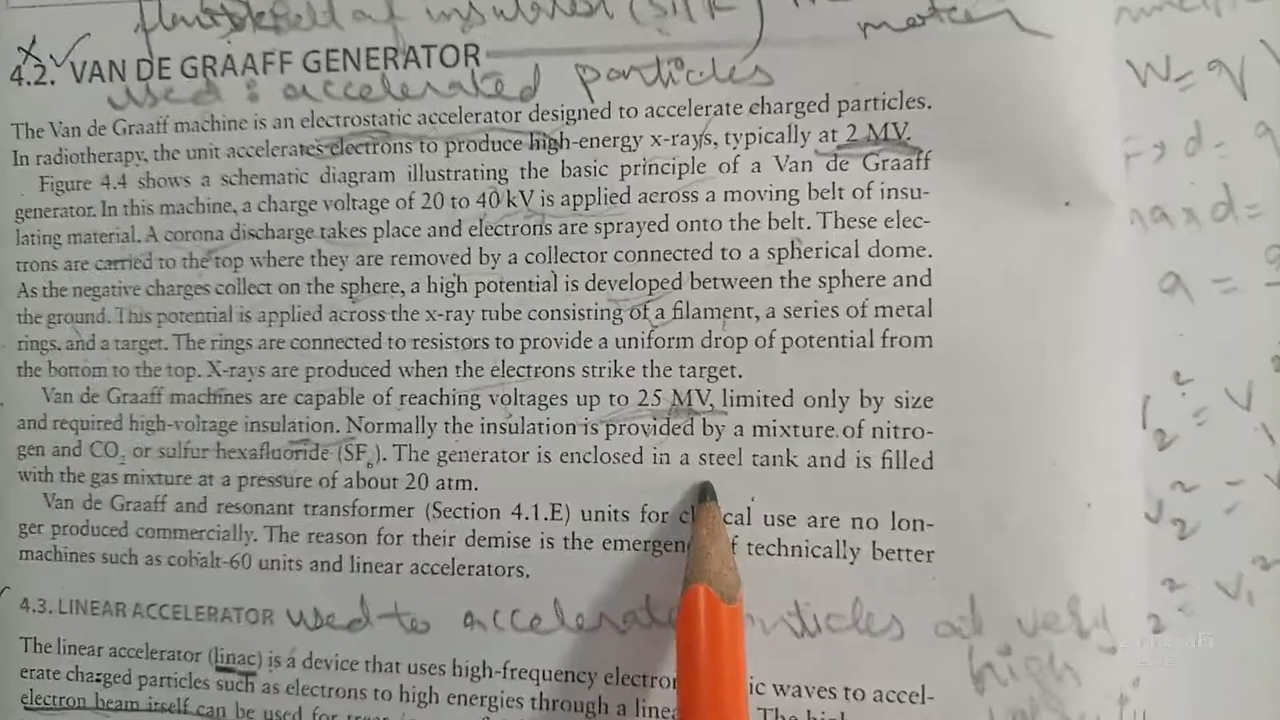 of insulator (silk)
4.2. VAN DE GRAAFF GENERATOR
used : accelerated particles
The Van de Graaff machine is an electrostatic accelerator designed to accelerate charged particles.
In radiotherapy, the unit accelerates electrons to produce high-energy x-rays, typically at 2 MV.
Figure 4.4 shows a schematic diagram illustrating the basic principle of a Van de Graaff
generator. In this machine, a charge voltage of 20 to 40 kV is applied across a moving belt of insu-
lating material. A corona discharge takes place and electrons are sprayed onto the belt. These elec-
trons are carried to the top where they are removed by a collector connected to a spherical dome.
As the negative charges collect on the sphere, a high potential is developed between the sphere and
the ground. This potential is applied across the x-ray tube consisting of a filament, a series of metal
rings, and a target. The rings are connected to resistors to provide a uniform drop of potential from
the bottom to the top. X-rays are produced when the electrons strike the target.
Van de Graaff machines are capable of reaching voltages up to 25 MV, limited only by size
and required high-voltage insulation. Normally the insulation is provided by a mixture of nitro-
gen and CO₂ or sulfur hexafluoride (SF₆). The generator is enclosed in a steel tank and is filled
with the gas mixture at a pressure of about 20 atm.
Van de Graaff and resonant transformer (Section 4.1.E) units for cl cal use are no lon-
ger produced commercially. The reason for their demise is the emergenc f technically better
machines such as cobalt-60 units and linear accelerators.
4.3. LINEAR ACCELERATOR used to accelerate particles at very
high
The linear accelerator (linac) is a device that uses high-frequency electro ic waves to accel-
erate charged particles such as electrons to high energies through a linea The
electron beam itself can be used for
W = q